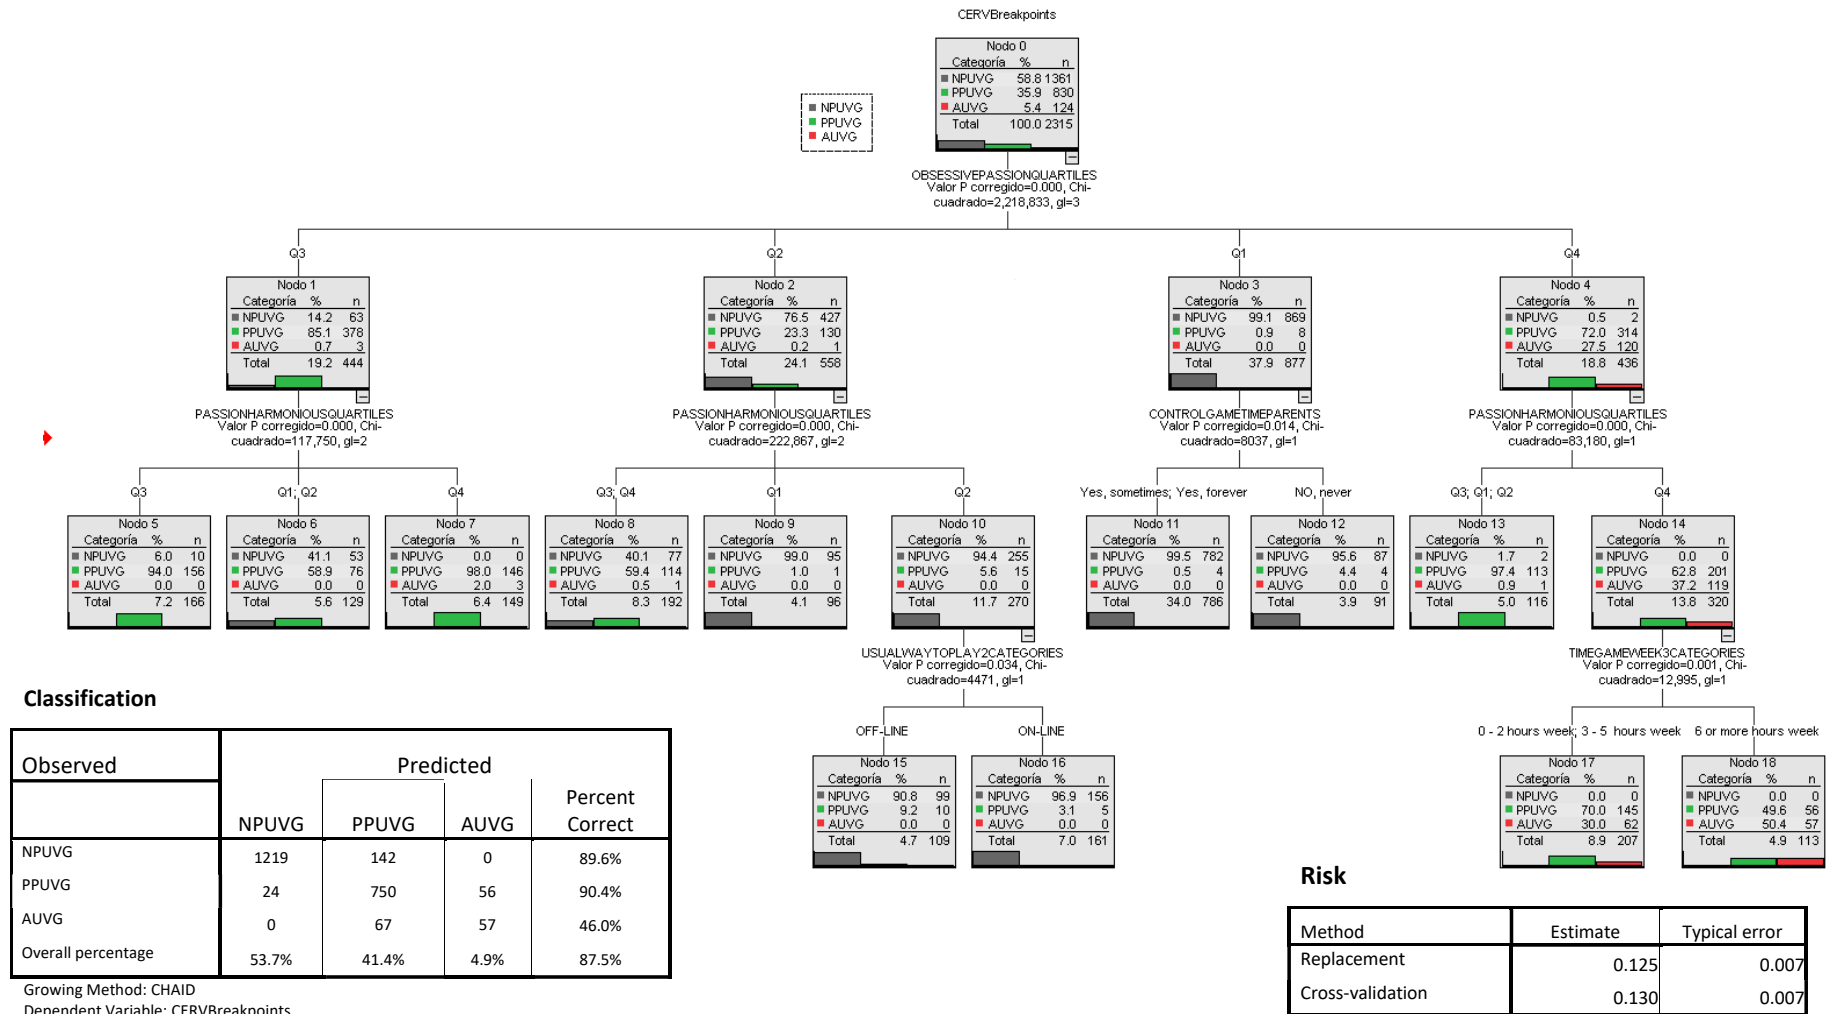 CERVBreakpoints
Nodo 0
Categoría % n
NPUVG 58.8 1361
PPUVG 35.9 830
AUVG 5.4 124
Total 100.0 2315
NPUVG
PPUVG
AUVG
OBSESSIVEPASSIONQUARTILES
Valor P corregido=0.000, Chi-
cuadrado=2,218,833, gl=3
Q3
Q2
Q1
Q4
Nodo 1
Categoría % n
NPUVG 14.2 63
PPUVG 85.1 378
AUVG 0.7 3
Total 19.2 444
Nodo 2
Categoría % n
NPUVG 76.5 427
PPUVG 23.3 130
AUVG 0.2 1
Total 24.1 558
Nodo 3
Categoría % n
NPUVG 99.1 869
PPUVG 0.9 8
AUVG 0.0 0
Total 37.9 877
Nodo 4
Categoría % n
NPUVG 0.5 2
PPUVG 72.0 314
AUVG 27.5 120
Total 18.8 436
PASSIONHARMONIOUSQUARTILES
Valor P corregido=0.000, Chi-
cuadrado=117,750, gl=2
PASSIONHARMONIOUSQUARTILES
Valor P corregido=0.000, Chi-
cuadrado=222,867, gl=2
CONTROLGAMETIMEPARENTS
Valor P corregido=0.014, Chi-
cuadrado=8037, gl=1
PASSIONHARMONIOUSQUARTILES
Valor P corregido=0.000, Chi-
cuadrado=83,180, gl=1
Q3
Q1; Q2
Q4
Q3; Q4
Q1
Q2
Yes, sometimes; Yes, forever
NO, never
Q3; Q1; Q2
Q4
Nodo 5
Categoría % n
NPUVG 6.0 10
PPUVG 94.0 156
AUVG 0.0 0
Total 7.2 166
Nodo 6
Categoría % n
NPUVG 41.1 53
PPUVG 58.9 76
AUVG 0.0 0
Total 5.6 129
Nodo 7
Categoría % n
NPUVG 0.0 0
PPUVG 98.0 146
AUVG 2.0 3
Total 6.4 149
Nodo 8
Categoría % n
NPUVG 40.1 77
PPUVG 59.4 114
AUVG 0.5 1
Total 8.3 192
Nodo 9
Categoría % n
NPUVG 99.0 95
PPUVG 1.0 1
AUVG 0.0 0
Total 4.1 96
Nodo 10
Categoría % n
NPUVG 94.4 255
PPUVG 5.6 15
AUVG 0.0 0
Total 11.7 270
Nodo 11
Categoría % n
NPUVG 99.5 782
PPUVG 0.5 4
AUVG 0.0 0
Total 34.0 786
Nodo 12
Categoría % n
NPUVG 95.6 87
PPUVG 4.4 4
AUVG 0.0 0
Total 3.9 91
Nodo 13
Categoría % n
NPUVG 1.7 2
PPUVG 97.4 113
AUVG 0.9 1
Total 5.0 116
Nodo 14
Categoría % n
NPUVG 0.0 0
PPUVG 62.8 201
AUVG 37.2 119
Total 13.8 320
USUALWAYTOPLAY2CATEGORIES
Valor P corregido=0.034, Chi-
cuadrado=4471, gl=1
TIMEGAMEWEEK3CATEGORIES
Valor P corregido=0.001, Chi-
cuadrado=12,995, gl=1
OFF-LINE
ON-LINE
0 - 2 hours week; 3 - 5 hours week
6 or more hours week
Nodo 15
Categoría % n
NPUVG 90.8 99
PPUVG 9.2 10
AUVG 0.0 0
Total 4.7 109
Nodo 16
Categoría % n
NPUVG 96.9 156
PPUVG 3.1 5
AUVG 0.0 0
Total 7.0 161
Nodo 17
Categoría % n
NPUVG 0.0 0
PPUVG 70.0 145
AUVG 30.0 62
Total 8.9 207
Nodo 18
Categoría % n
NPUVG 0.0 0
PPUVG 49.6 56
AUVG 50.4 57
Total 4.9 113
Classification
Observed Predicted
NPUVG PPUVG AUVG Percent
Correct
NPUVG 1219 142 0 89.6%
PPUVG 24 750 56 90.4%
AUVG 0 67 57 46.0%
Overall percentage 53.7% 41.4% 4.9% 87.5%
Growing Method: CHAID
Dependent Variable: CERVBreakpoints
Risk
Method Estimate Typical error
Replacement 0.125 0.007
Cross-validation 0.130 0.007